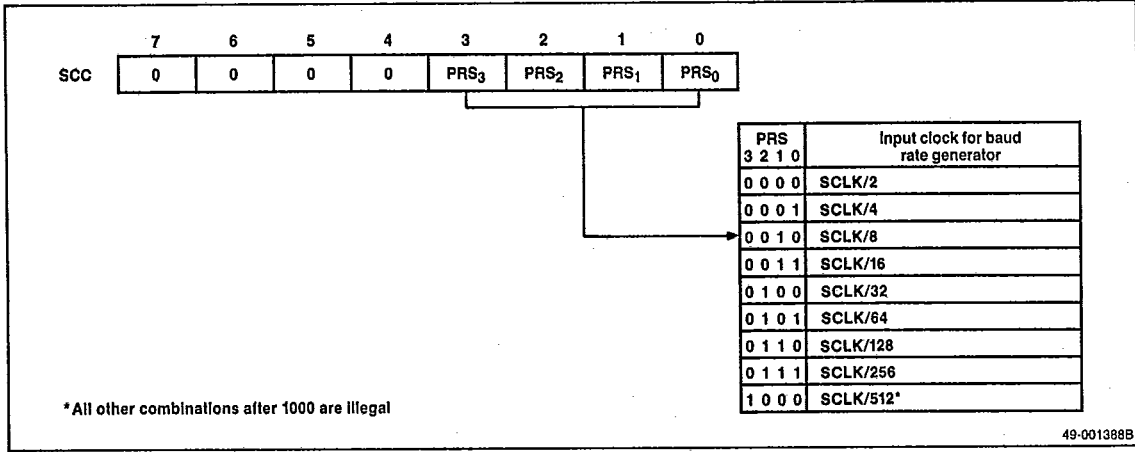 7 6 5 4 3 2 1 0
SCC 0 0 0 0 PRS3 PRS2 PRS1 PRS0
PRS Input clock for baud
3 2 1 0 rate generator
0 0 0 0 SCLK/2
0 0 0 1 SCLK/4
0 0 1 0 SCLK/8
0 0 1 1 SCLK/16
0 1 0 0 SCLK/32
0 1 0 1 SCLK/64
0 1 1 0 SCLK/128
0 1 1 1 SCLK/256
1 0 0 0 SCLK/512*
*All other combinations after 1000 are illegal
49-001388B